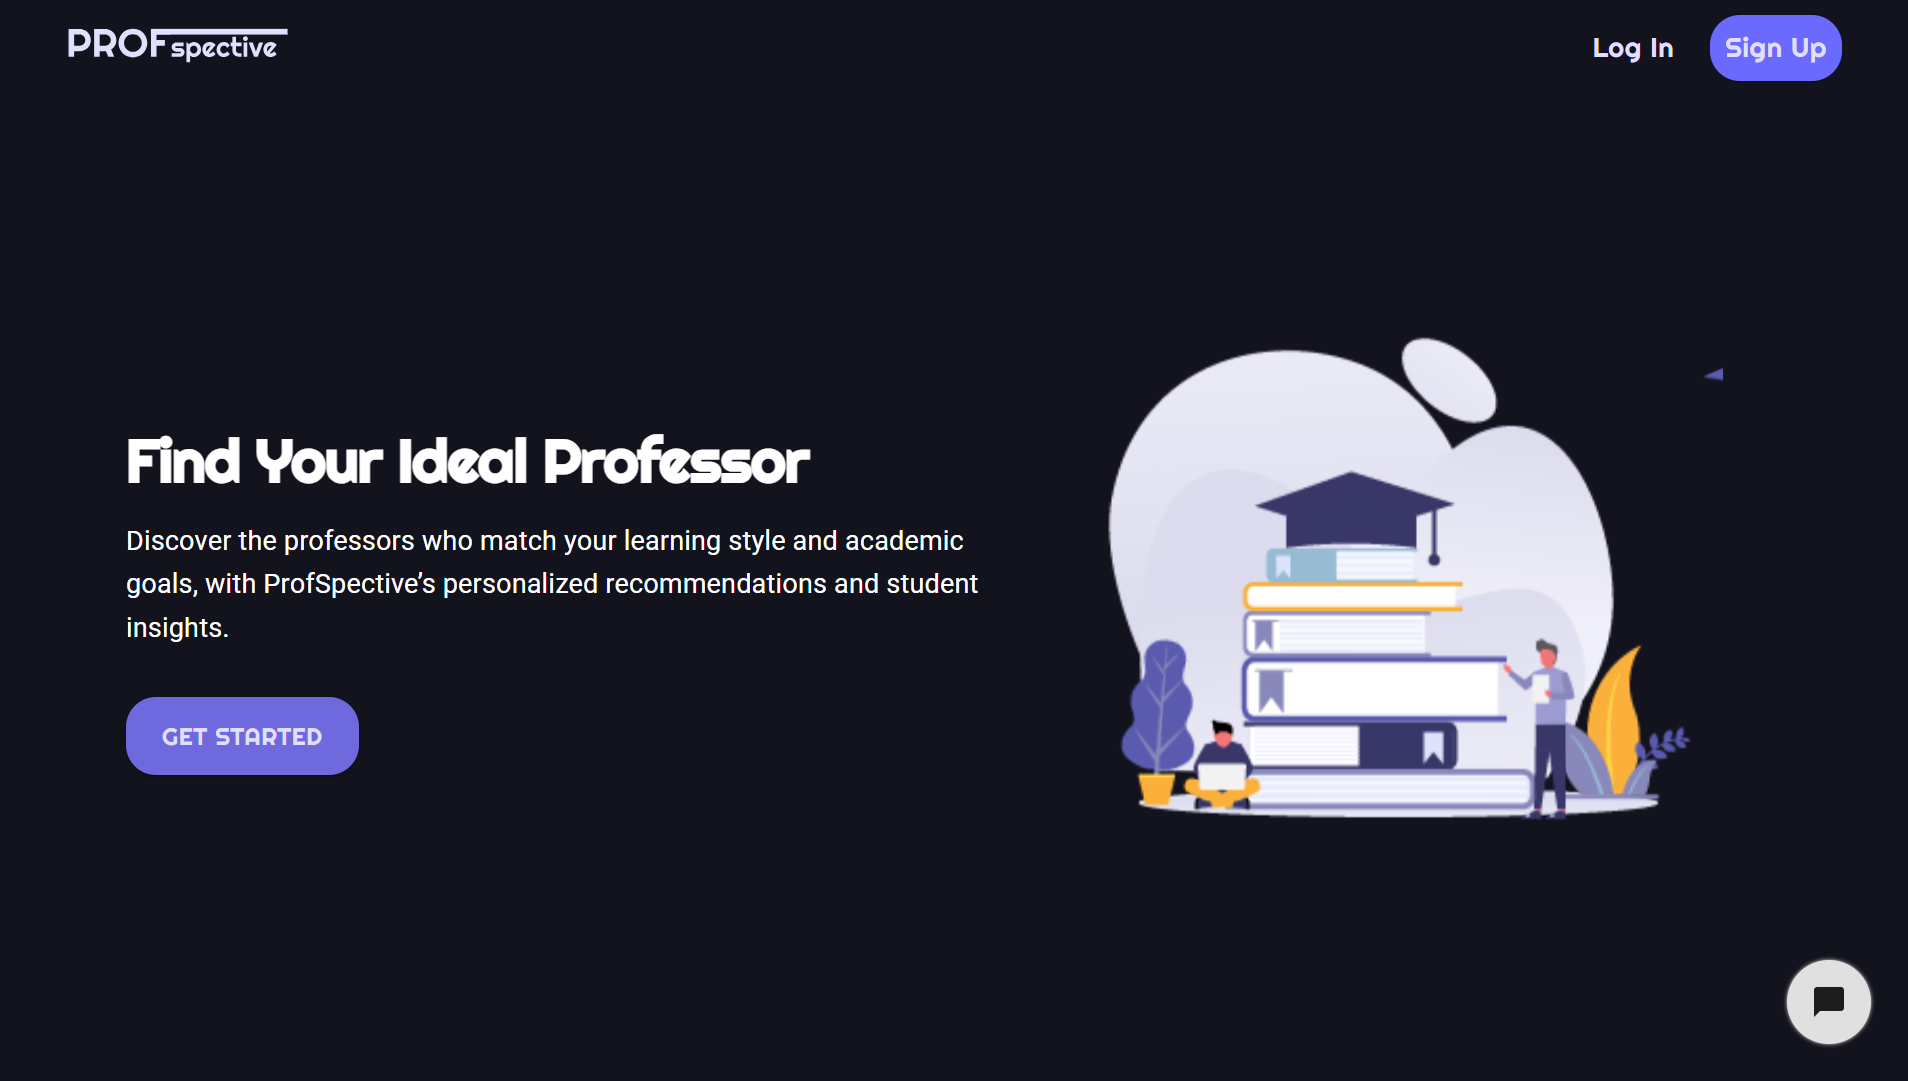 PROFspective
Log In
Sign Up
Find Your Ideal Professor
Discover the professors who match your learning style and academic
goals, with ProfSpective’s personalized recommendations and student
insights.
GET STARTED